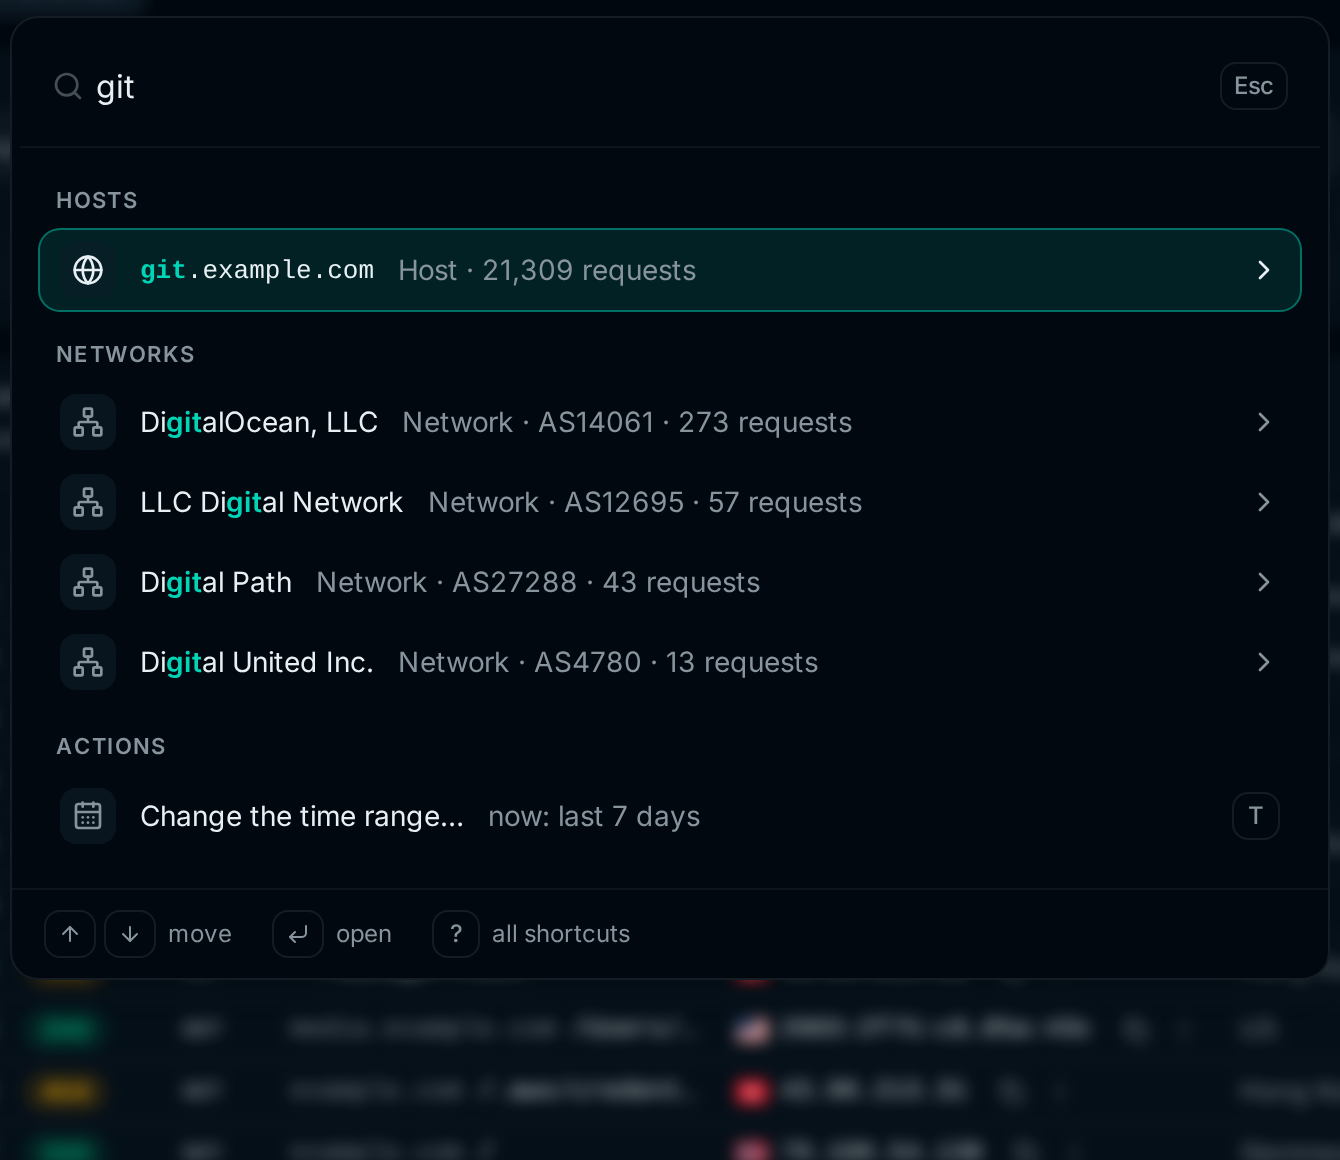 git Esc
HOSTS
git.example.com Host · 21,309 requests
NETWORKS
DigitalOcean, LLC Network · AS14061 · 273 requests
LLC Digital Network Network · AS12695 · 57 requests
Digital Path Network · AS27288 · 43 requests
Digital United Inc. Network · AS4780 · 13 requests
ACTIONS
Change the time range... now: last 7 days T
move open ? all shortcuts